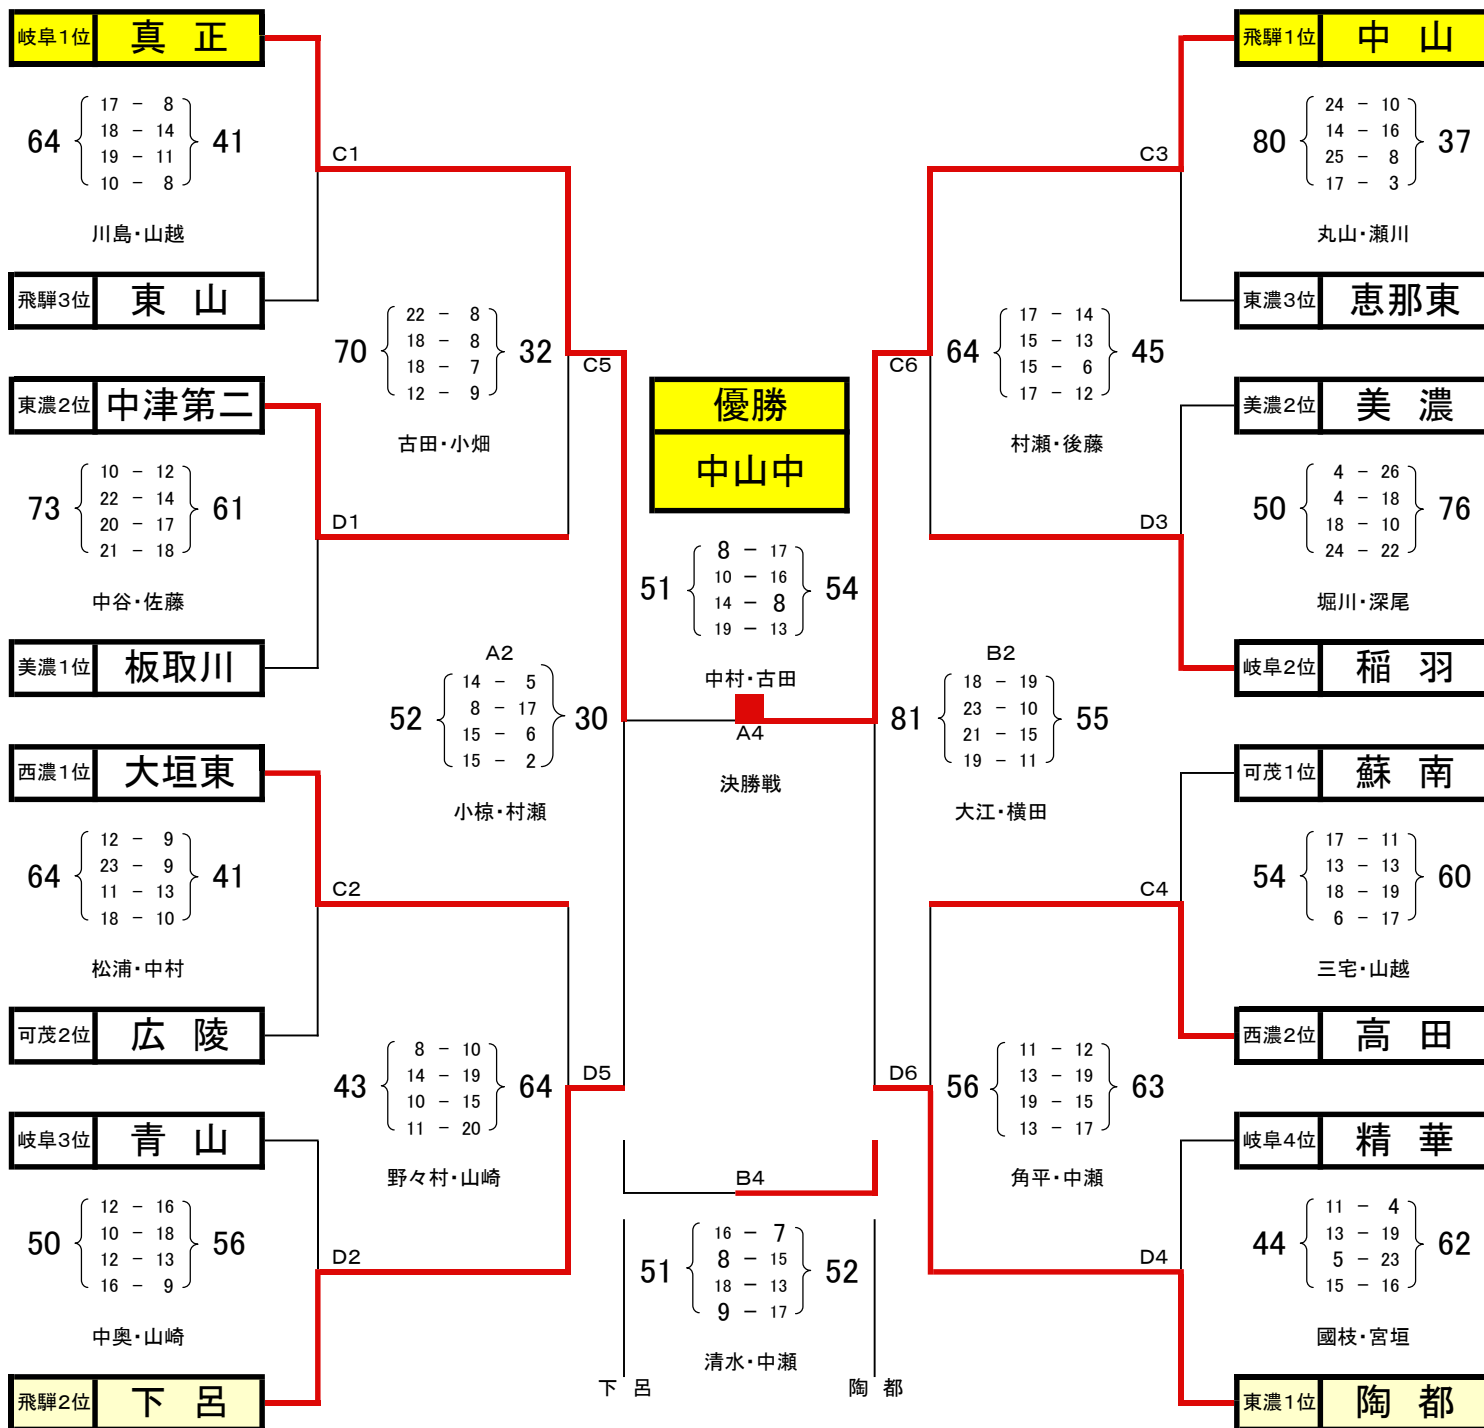 岐阜1位 真 正
64 17 - 8 41
18 - 14
19 - 11
10 - 8
川島・山越
飛騨3位 東 山
C1
東濃2位 中津第二
73 10 - 12 61
22 - 14
20 - 17
21 - 18
中谷・佐藤
美濃1位 板取川
D1
70 22 - 8 32
18 - 8
18 - 7
12 - 9
古田・小畑
C5
西濃1位 大垣東
64 12 - 9 41
23 - 9
11 - 13
18 - 10
松浦・中村
可茂2位 広 陵
C2
岐阜3位 青 山
50 12 - 16 56
10 - 18
12 - 13
16 - 9
中奥・山崎
飛騨2位 下 呂
D2
43 8 - 10 64
14 - 19
10 - 15
11 - 20
野々村・山崎
D5
A2
52 14 - 5 30
8 - 17
15 - 6
15 - 2
小椋・村瀬
優勝
中山中
51 8 - 17 54
10 - 16
14 - 8
19 - 13
中村・古田
A4
決勝戦
B4
51 16 - 7 52
8 - 15
18 - 13
9 - 17
清水・中瀬
下 呂
陶 都
B2
81 18 - 19 55
23 - 10
21 - 15
19 - 11
大江・横田
C6
64 17 - 14 45
15 - 13
15 - 6
17 - 12
村瀬・後藤
D6
56 11 - 12 63
13 - 19
19 - 15
13 - 17
角平・中瀬
C3
飛騨1位 中 山
80 24 - 10 37
14 - 16
25 - 8
17 - 3
丸山・瀬川
東濃3位 恵那東
D3
美濃2位 美 濃
50 4 - 26 76
4 - 18
18 - 10
24 - 22
堀川・深尾
岐阜2位 稲 羽
C4
可茂1位 蘇 南
54 17 - 11 60
13 - 13
18 - 19
6 - 17
三宅・山越
西濃2位 高 田
D4
岐阜4位 精 華
44 11 - 4 62
13 - 19
5 - 23
15 - 16
國枝・宮垣
東濃1位 陶 都